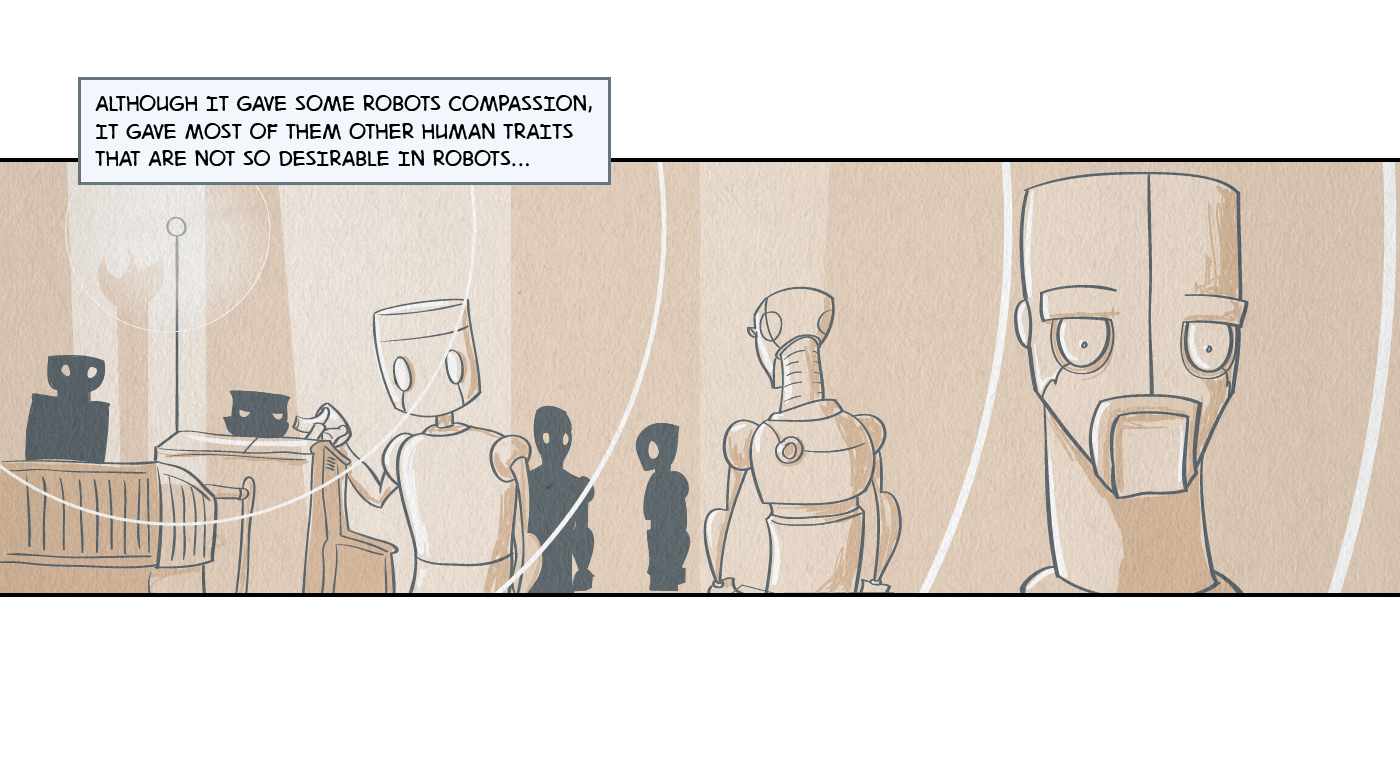 ALTHOUGH IT GAVE SOME ROBOTS COMPASSION,
IT GAVE MOST OF THEM OTHER HUMAN TRAITS
THAT ARE NOT SO DESIRABLE IN ROBOTS...